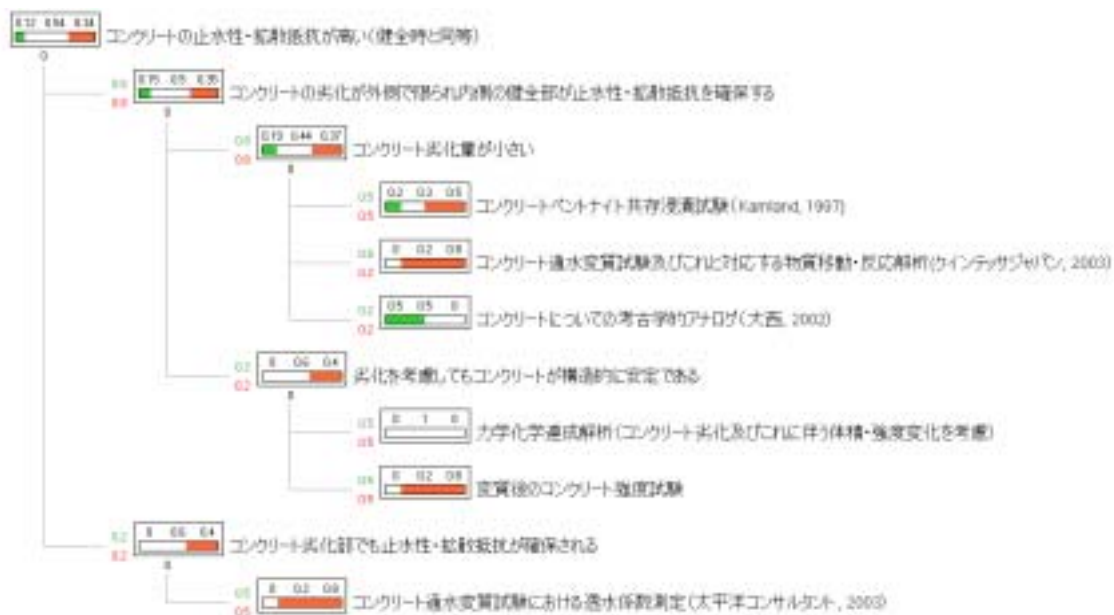 コンクリートの止水性・拡散抵抗が高い(健全時と同等)
0.15 0.5 0.35
コンクリートの劣化が外側で限られ内側の健全部が止水性・拡散抵抗を確保する
0.19 0.44 0.37
コンクリート劣化量が小さい
0.2 0.3 0.5
コンクリートベントナイト共存浸漬試験(Karnland, 1997)
0 0.2 0.8
コンクリート通水変質試験及びこれと対応する物質移動・反応解析(クインテッサジャパン, 2003)
0.5 0.5 0
コンクリートについての考古学的アナログ(大西, 2002)
0 0.6 0.4
劣化を考慮してもコンクリートが構造的に安定である
0 1 0
力学化学連成解析(コンクリート劣化及びこれに伴う体積・強度変化を考慮)
0 0.2 0.8
変質後のコンクリート強度試験
0 0.6 0.4
コンクリート劣化部でも止水性・拡散抵抗が確保される
0 0.2 0.8
コンクリート通水変質試験における透水係数測定(太平洋コンサルタント, 2003)